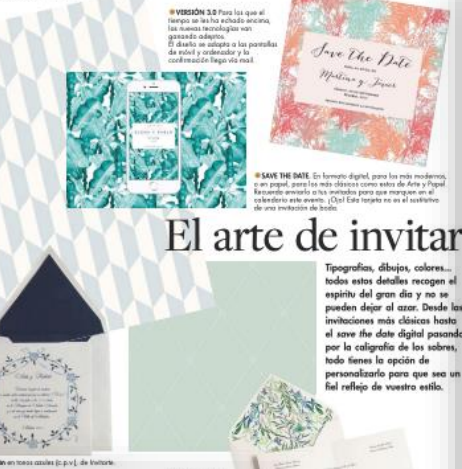 VERSIÓN 3.0 Para los que el
tiempo se les ha echado encima,
las nuevas tecnologías van
ganando adeptos.
El diseño se adapta a las pantallas
de móvil y ordenador y la
confirmación llega vía mail.
Save the Date
Martina y Javier
SAVE THE DATE. En formato digital, para los más modernos,
o en papel, para los más clásicos como estos de Arte y Papel.
Recuerda enviarlo a tus invitados para que marquen en el
calendario este evento. ¡Ojo! Esta tarjeta no es el sustitutivo
de una invitación de boda.
El arte de invitar
Tipografías, dibujos, colores...
todos estos detalles recogen el
espíritu del gran día y no se
pueden dejar al azar. Desde las
invitaciones más clásicas hasta
el save the date digital pasando
por la caligrafía de los sobres,
todo tienes la opción de
personalizarlo para que sea un
fiel reflejo de vuestro estilo.
en tonos azules (c.p.v.), de Invitarte.